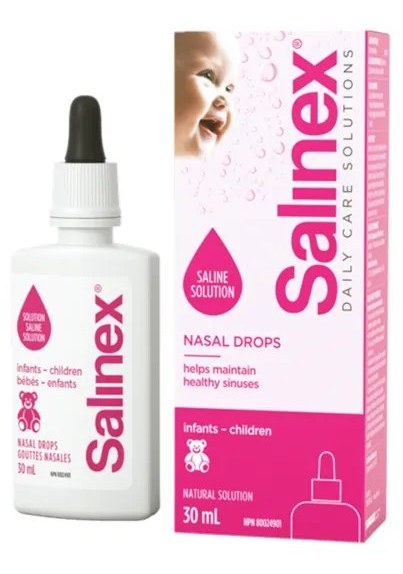 SOLUTION
SALINE
SOLUTION
Salinex®
infants – children
bébés – enfants
NASAL DROPS
GOUTTES NASALES
30 mL
Salinex®
DAILY CARE SOLUTIONS
SALINE
SOLUTION
NASAL DROPS
helps maintain
healthy sinuses
infants – children
NATURAL SOLUTION
30 mL
NPN 80024901